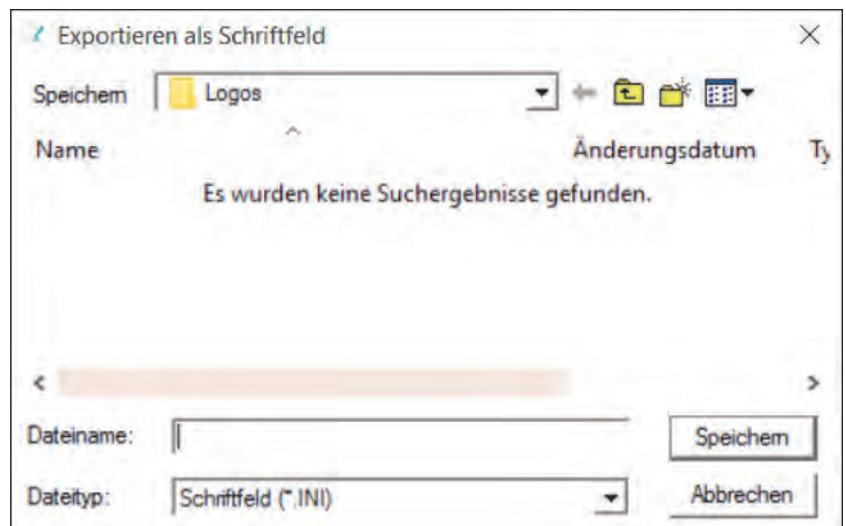 Exportieren als Schriftfeld
Speichern Logos
Name Änderungsdatum Ty
Es wurden keine Suchergebnisse gefunden.
Dateiname: Speichern
Dateityp: Schriftfeld (*.INI) Abbrechen